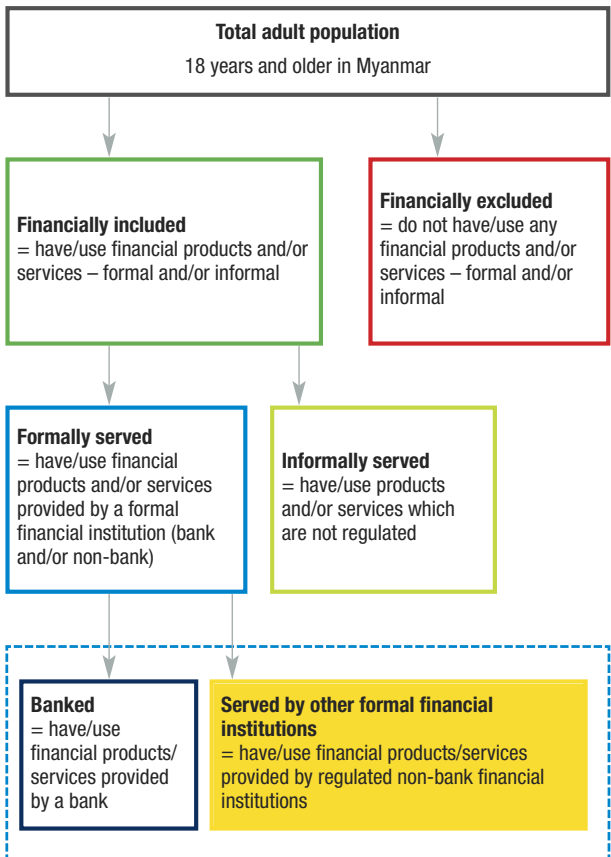 Total adult population
18 years and older in Myanmar
Financially included
= have/use financial products and/or
services – formal and/or informal
Financially excluded
= do not have/use any
financial products and/or
services – formal and/or
informal
Formally served
= have/use financial
products and/or services
provided by a formal
financial institution (bank
and/or non-bank)
Informally served
= have/use products
and/or services which
are not regulated
Banked
= have/use
financial products/
services provided
by a bank
Served by other formal financial
institutions
= have/use financial products/services
provided by regulated non-bank financial
institutions